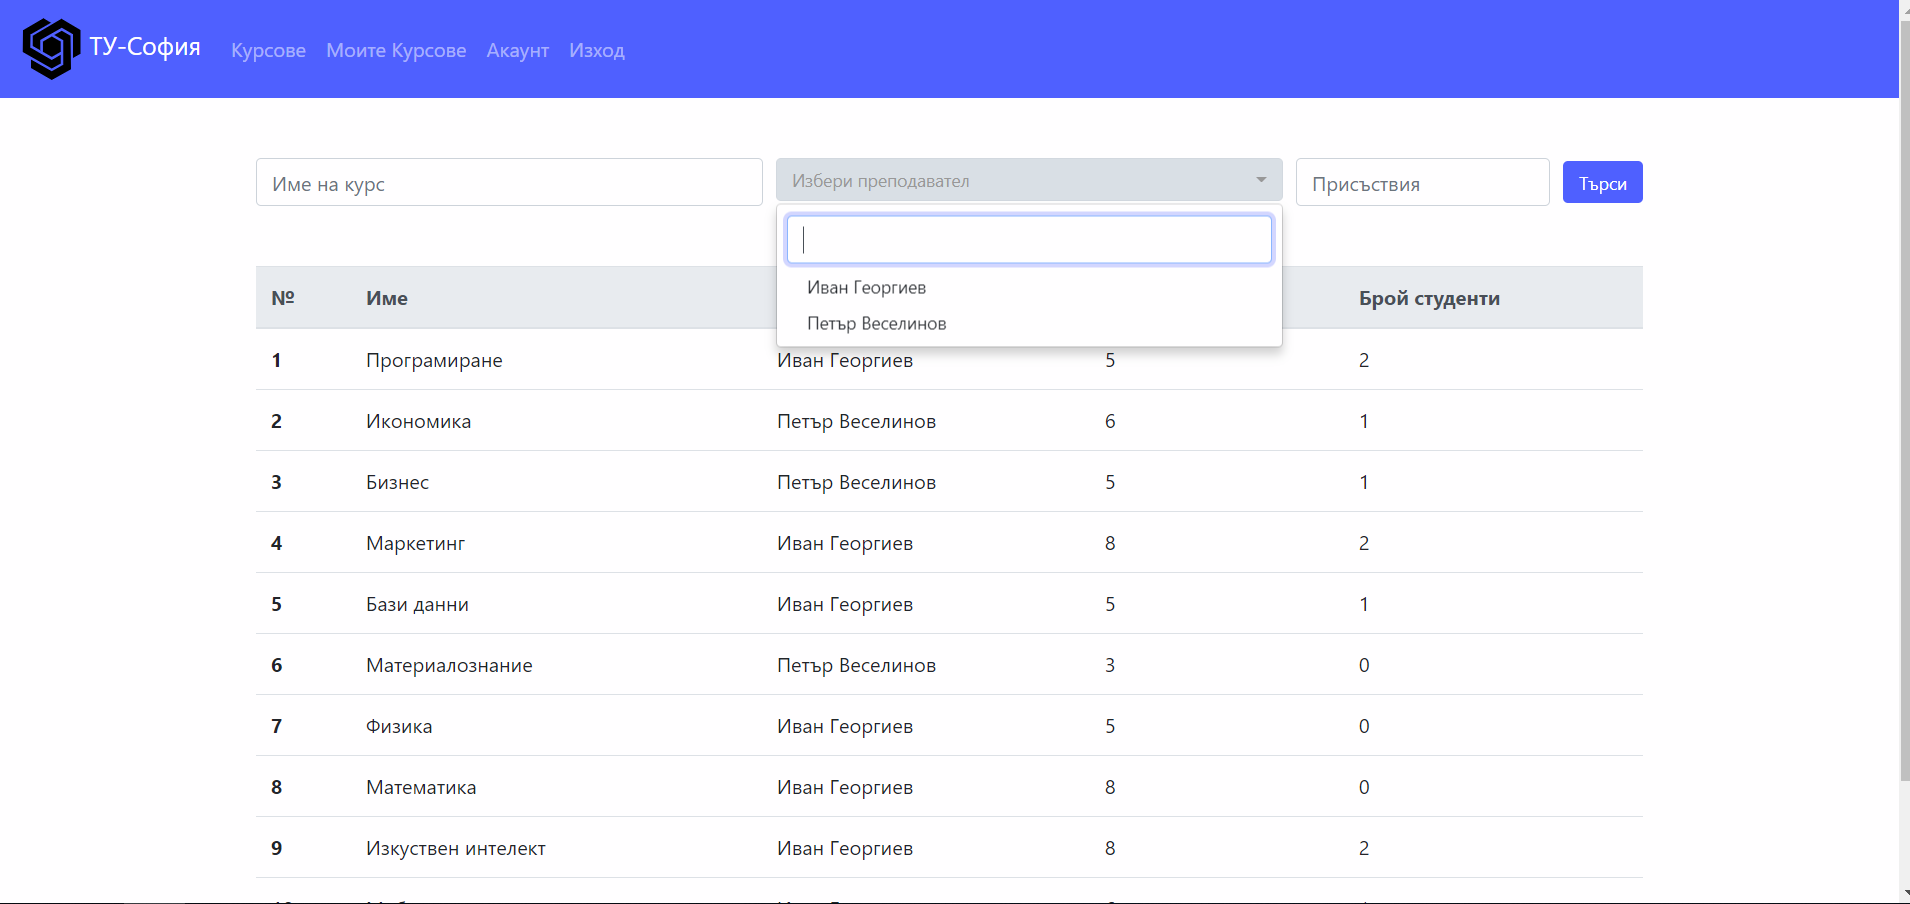 ТУ-София Курсове Моите Курсове Акаунт Изход
Име на курс Избери преподавател Присъствия Търси
Иван Георгиев
Петър Веселинов
№ Име Брой студенти
1 Програмиране Иван Георгиев 5 2
2 Икономика Петър Веселинов 6 1
3 Бизнес Петър Веселинов 5 1
4 Маркетинг Иван Георгиев 8 2
5 Бази данни Иван Георгиев 5 1
6 Материалознание Петър Веселинов 3 0
7 Физика Иван Георгиев 5 0
8 Математика Иван Георгиев 8 0
9 Изкуствен интелект Иван Георгиев 8 2